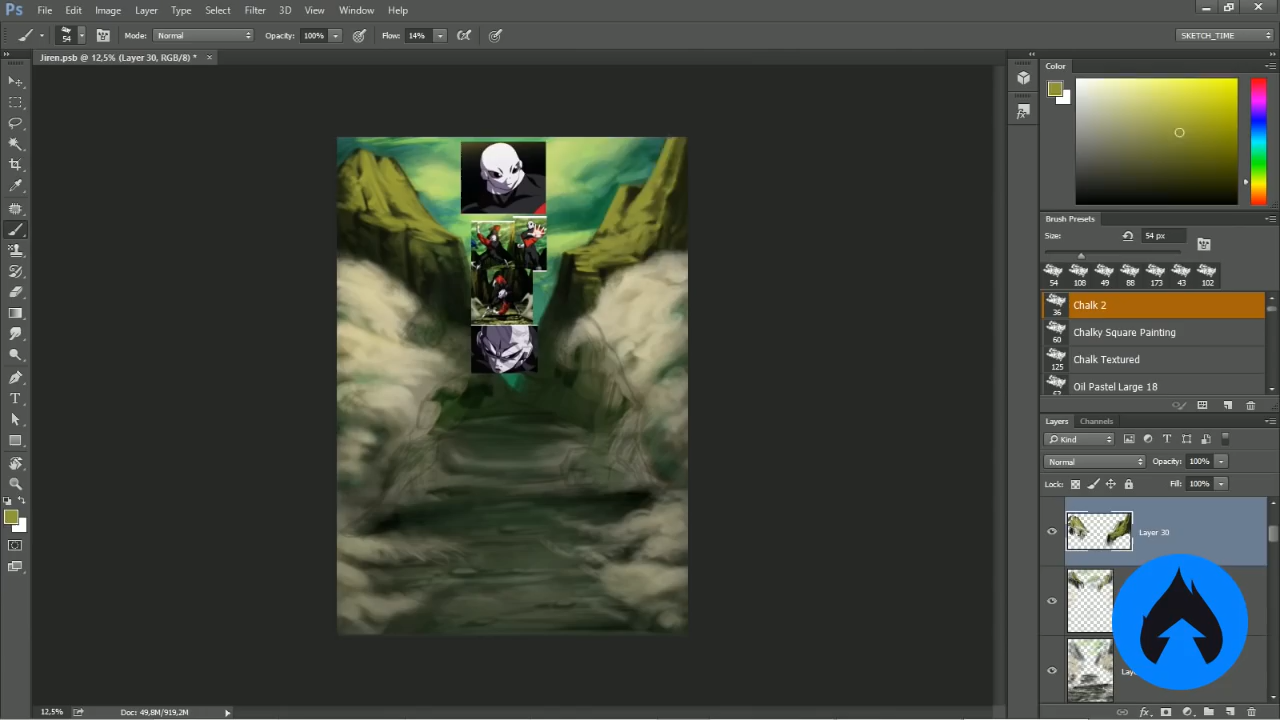 Ps File Edit Image Layer Type Select Filter 3D View Window Help
54 Mode: Normal Opacity: 100% Flow: 14% SKETCH_TIME
Jiren.psb @ 12,5% (Layer 30, RGB/8) * ×
Color
Brush Presets
Size: 54 px
54 108 49 88 173 43 102
Chalk 2
36
Chalky Square Painting
60
Chalk Textured
125
Oil Pastel Large 18
Layers Channels
Kind
Normal Opacity: 100%
Lock: Fill: 100%
Layer 30
12,5% Doc: 49,8M/919,2M